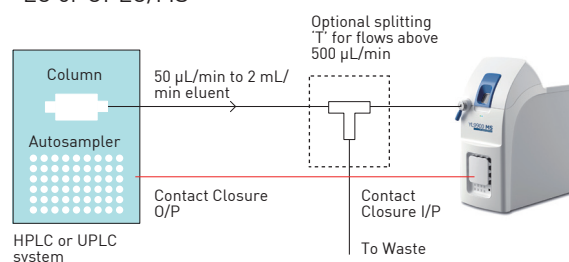 Optional splitting
'T' for flows above
500 µL/min
Column
50 µL/min to 2 mL/
min eluent
Autosampler
Contact Closure
O/P
Contact
Closure I/P
HPLC or UPLC
system
To Waste